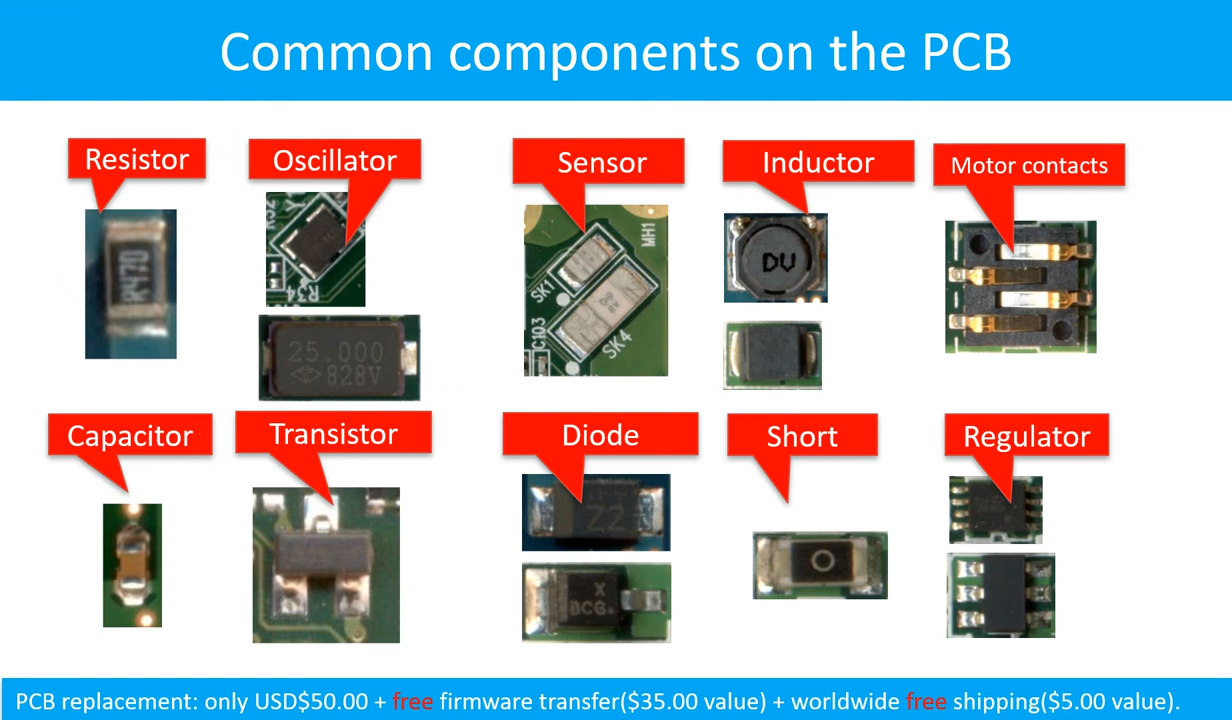 Common components on the PCB
Resistor
Oscillator
Sensor
Inductor
Motor contacts
R470
R34
25.000
828V
SK1
SK4
MH1
C103
DU
Capacitor
Transistor
Diode
Short
Regulator
Z2
X
BCG
0
PCB replacement: only USD$50.00 + free firmware transfer($35.00 value) + worldwide free shipping($5.00 value).